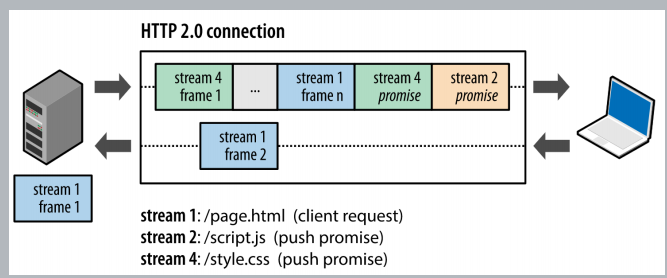 HTTP 2.0 connection
stream 4
frame 1
...
stream 1
frame n
stream 4
promise
stream 2
promise
stream 1
frame 2
stream 1
frame 1
stream 1: /page.html (client request)
stream 2: /script.js (push promise)
stream 4: /style.css (push promise)